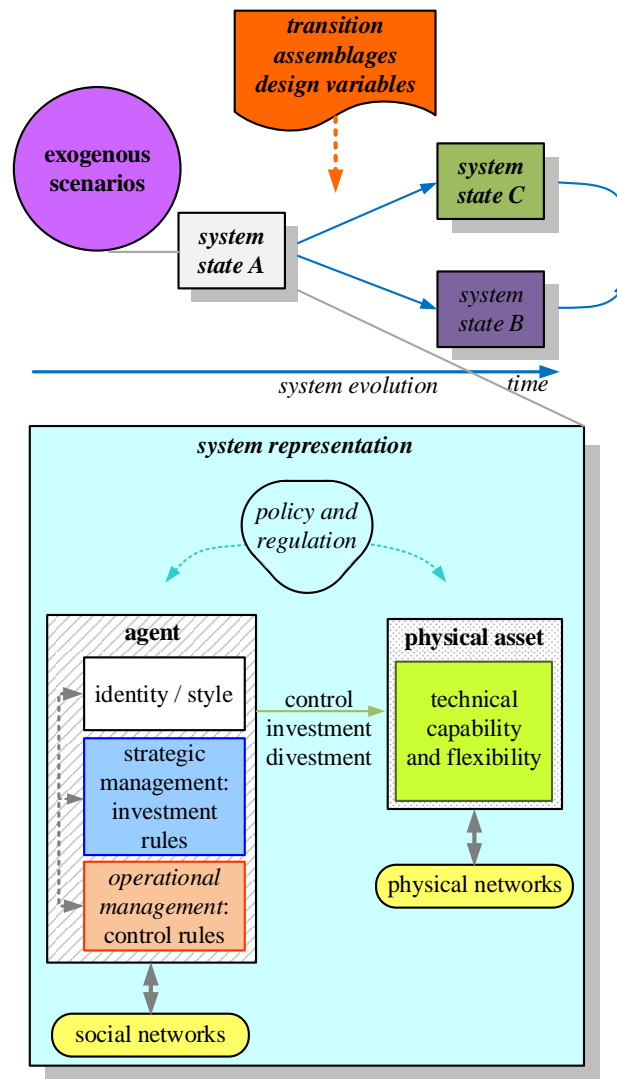 transition
assemblages
design variables
exogenous
scenarios
system
state A
system
state C
system
state B
system evolution
time
system representation
policy and
regulation
agent
identity / style
strategic
management:
investment
rules
operational
management:
control rules
control
investment
divestment
physical asset
technical
capability
and flexibility
physical networks
social networks